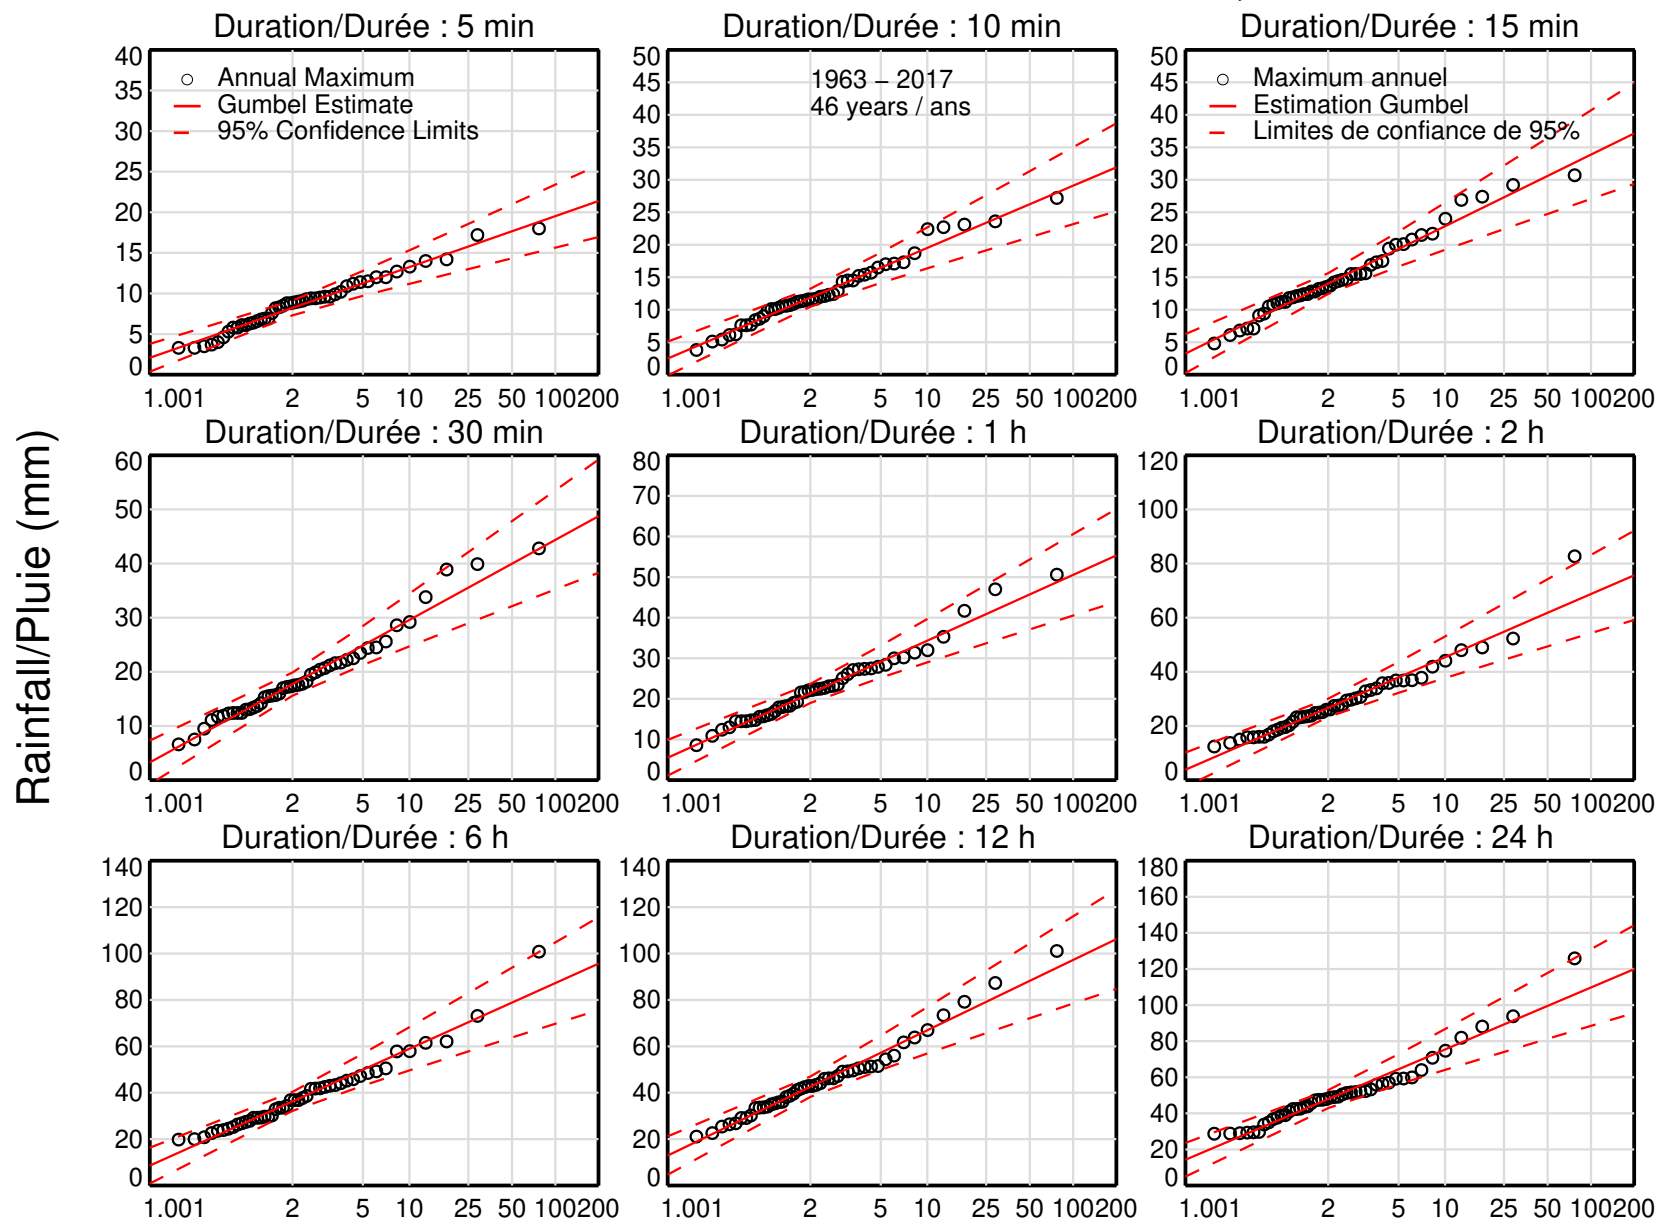 Duration/Durée : 5 min
Duration/Durée : 10 min
Duration/Durée : 15 min
40
35
30
25
20
15
10
5
0
Annual Maximum
Gumbel Estimate
95% Confidence Limits
1.001 2 5 10 25 50 100200
50
45
40
35
30
25
20
15
10
5
0
1963 – 2017
46 years / ans
1.001 2 5 10 25 50 100200
50
45
40
35
30
25
20
15
10
5
0
Maximum annuel
Estimation Gumbel
Limites de confiance de 95%
1.001 2 5 10 25 50 100200
Rainfall/Pluie (mm)
Duration/Durée : 30 min
Duration/Durée : 1 h
Duration/Durée : 2 h
60
50
40
30
20
10
0
1.001 2 5 10 25 50 100200
80
70
60
50
40
30
20
10
0
1.001 2 5 10 25 50 100200
120
100
80
60
40
20
0
1.001 2 5 10 25 50 100200
Duration/Durée : 6 h
Duration/Durée : 12 h
Duration/Durée : 24 h
140
120
100
80
60
40
20
0
1.001 2 5 10 25 50 100200
140
120
100
80
60
40
20
0
1.001 2 5 10 25 50 100200
180
160
140
120
100
80
60
40
20
0
1.001 2 5 10 25 50 100200